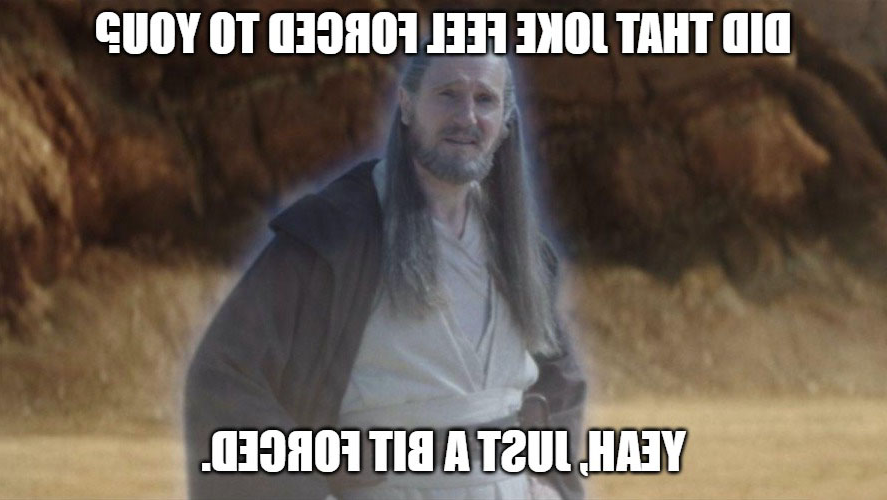 DID THAT JOKE FEEL FORCED TO YOU?
YEAH, JUST A BIT FORCED.